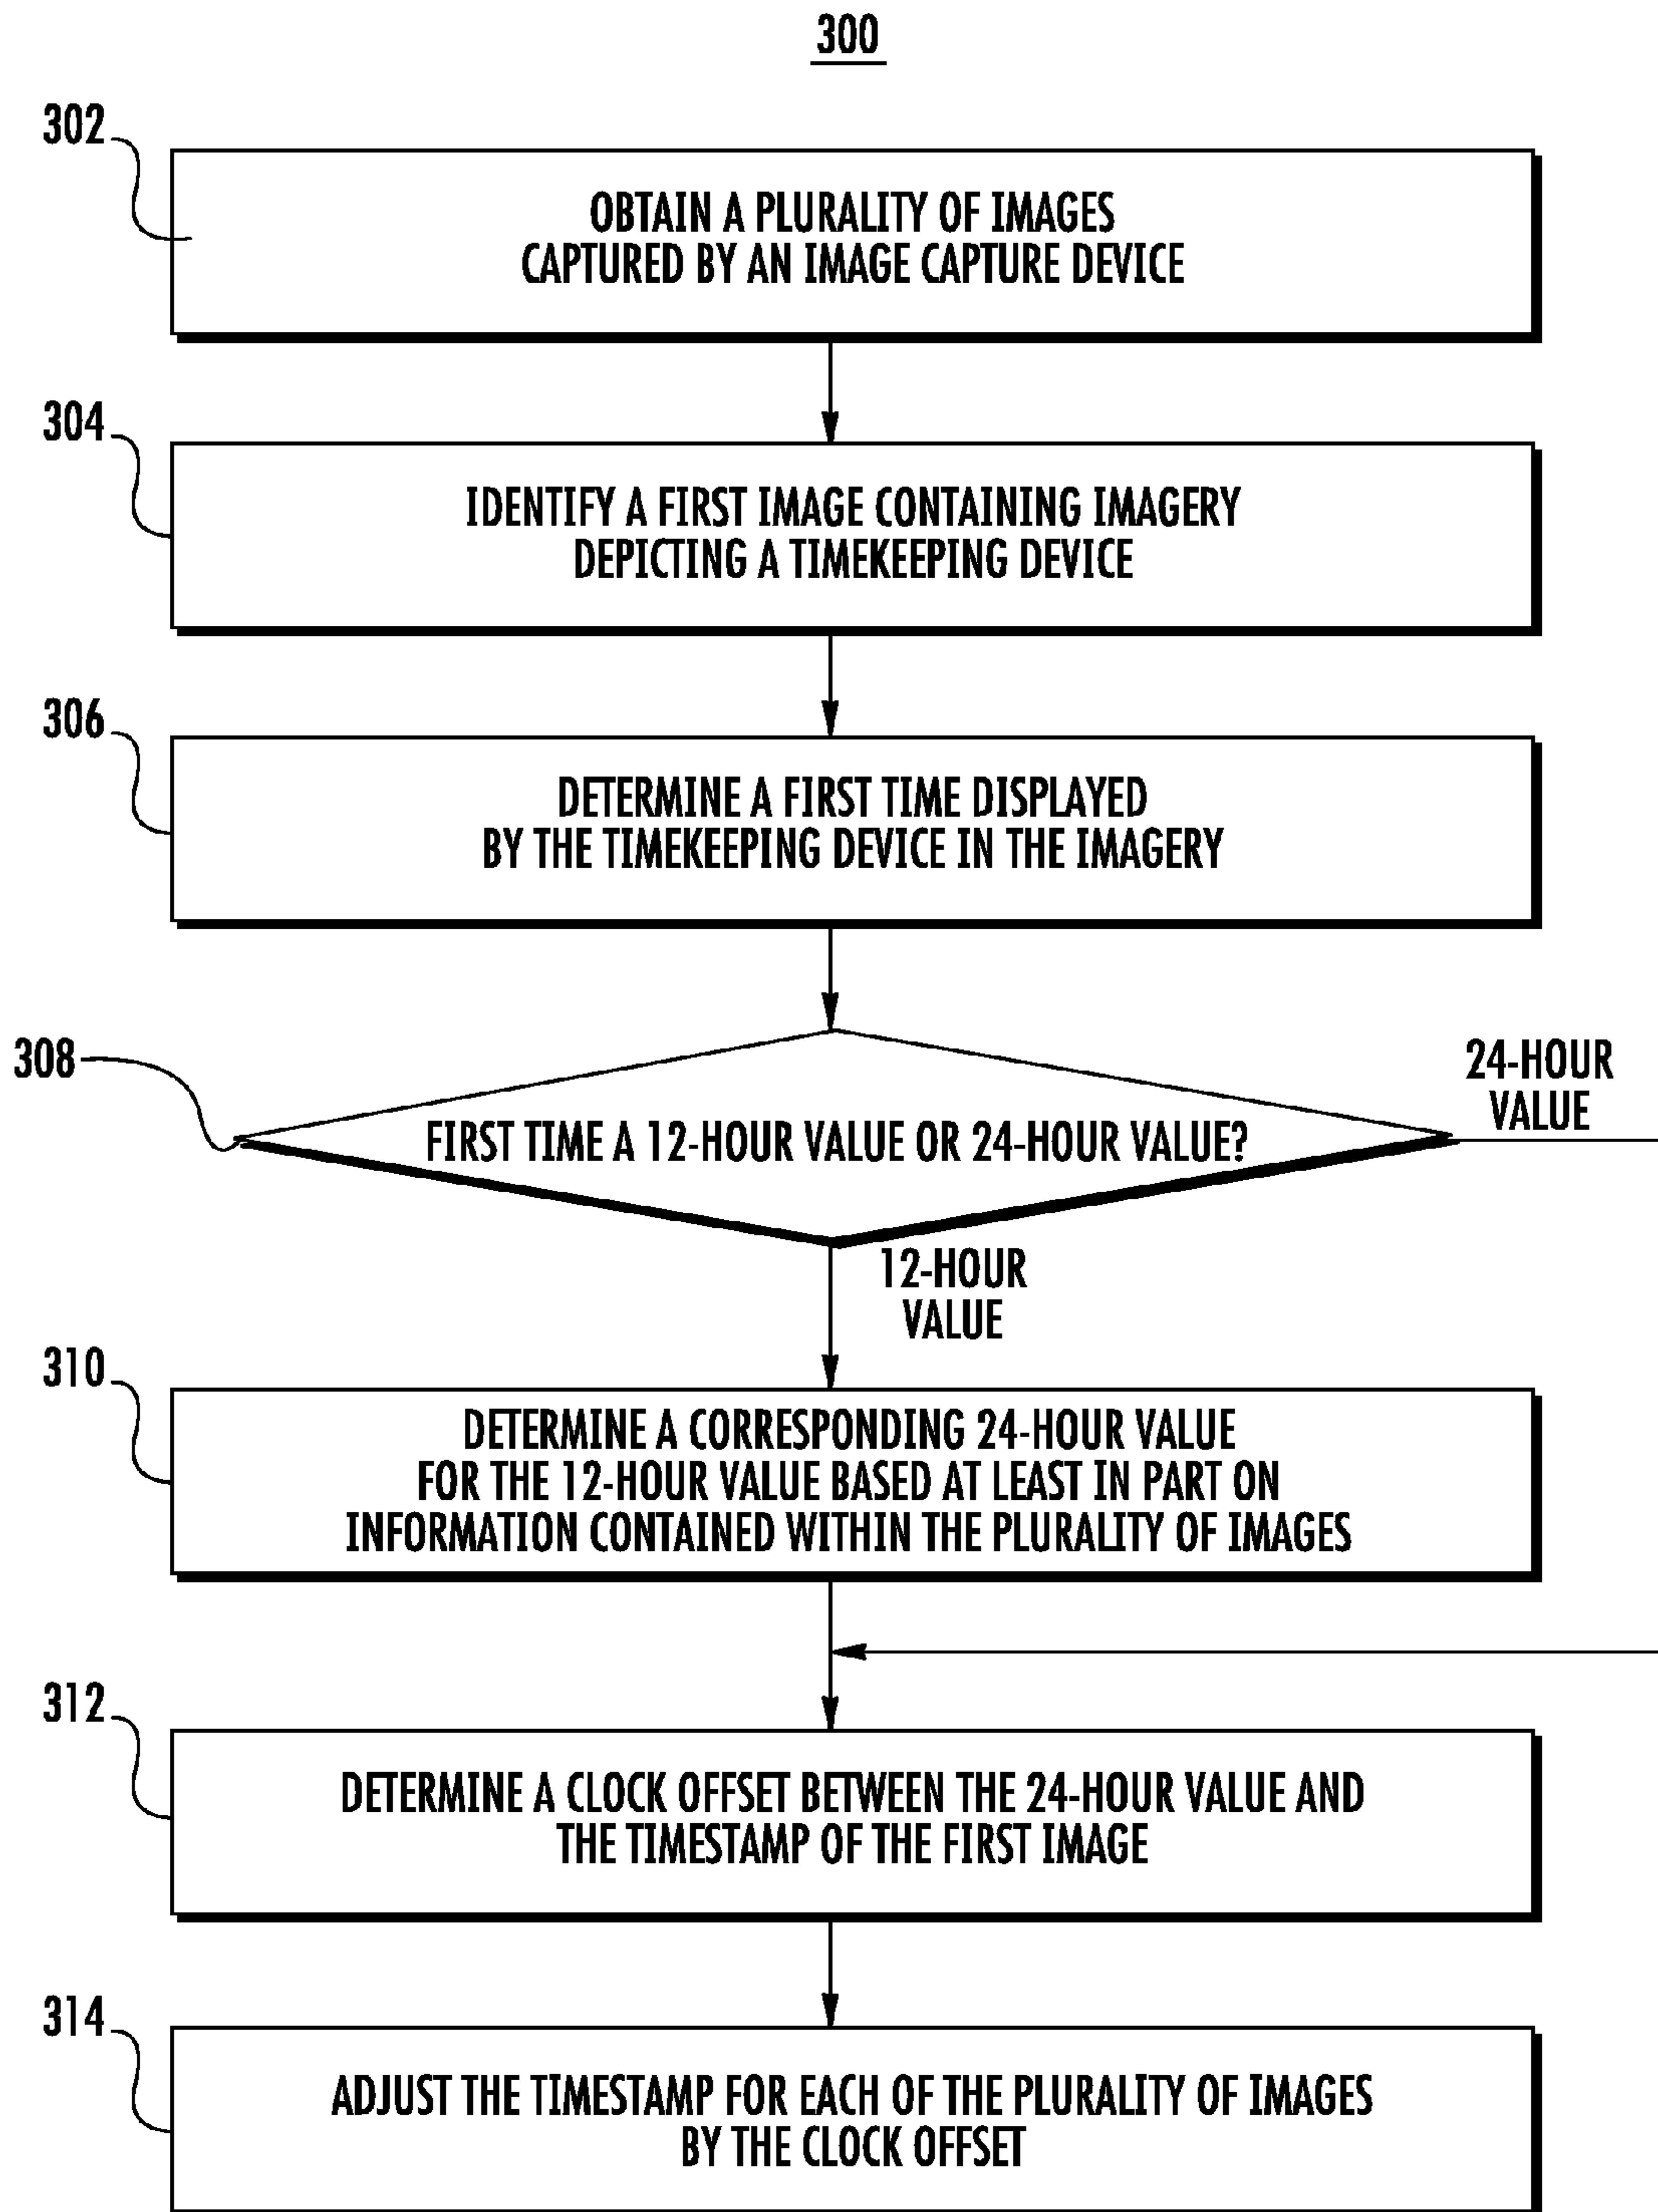 300
302
OBTAIN A PLURALITY OF IMAGES
CAPTURED BY AN IMAGE CAPTURE DEVICE
304
IDENTIFY A FIRST IMAGE CONTAINING IMAGERY
DEPICTING A TIMEKEEPING DEVICE
306
DETERMINE A FIRST TIME DISPLAYED
BY THE TIMEKEEPING DEVICE IN THE IMAGERY
308
FIRST TIME A 12-HOUR VALUE OR 24-HOUR VALUE?
24-HOUR
VALUE
12-HOUR
VALUE
310
DETERMINE A CORRESPONDING 24-HOUR VALUE
FOR THE 12-HOUR VALUE BASED AT LEAST IN PART ON
INFORMATION CONTAINED WITHIN THE PLURALITY OF IMAGES
312
DETERMINE A CLOCK OFFSET BETWEEN THE 24-HOUR VALUE AND
THE TIMESTAMP OF THE FIRST IMAGE
314
ADJUST THE TIMESTAMP FOR EACH OF THE PLURALITY OF IMAGES
BY THE CLOCK OFFSET